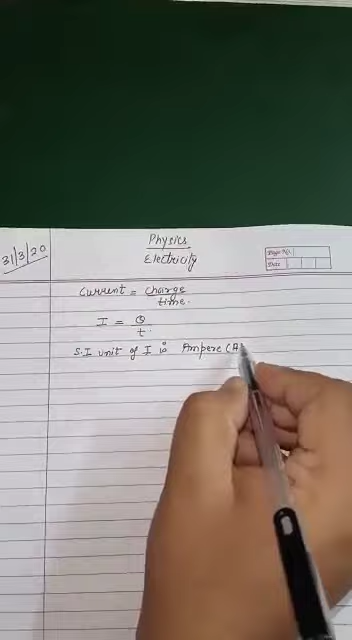 31/3/20
Physics
Electricity
Page No.
Date
Current = Charge
time.
I = Q
t.
S.I unit of I is Ampere (A